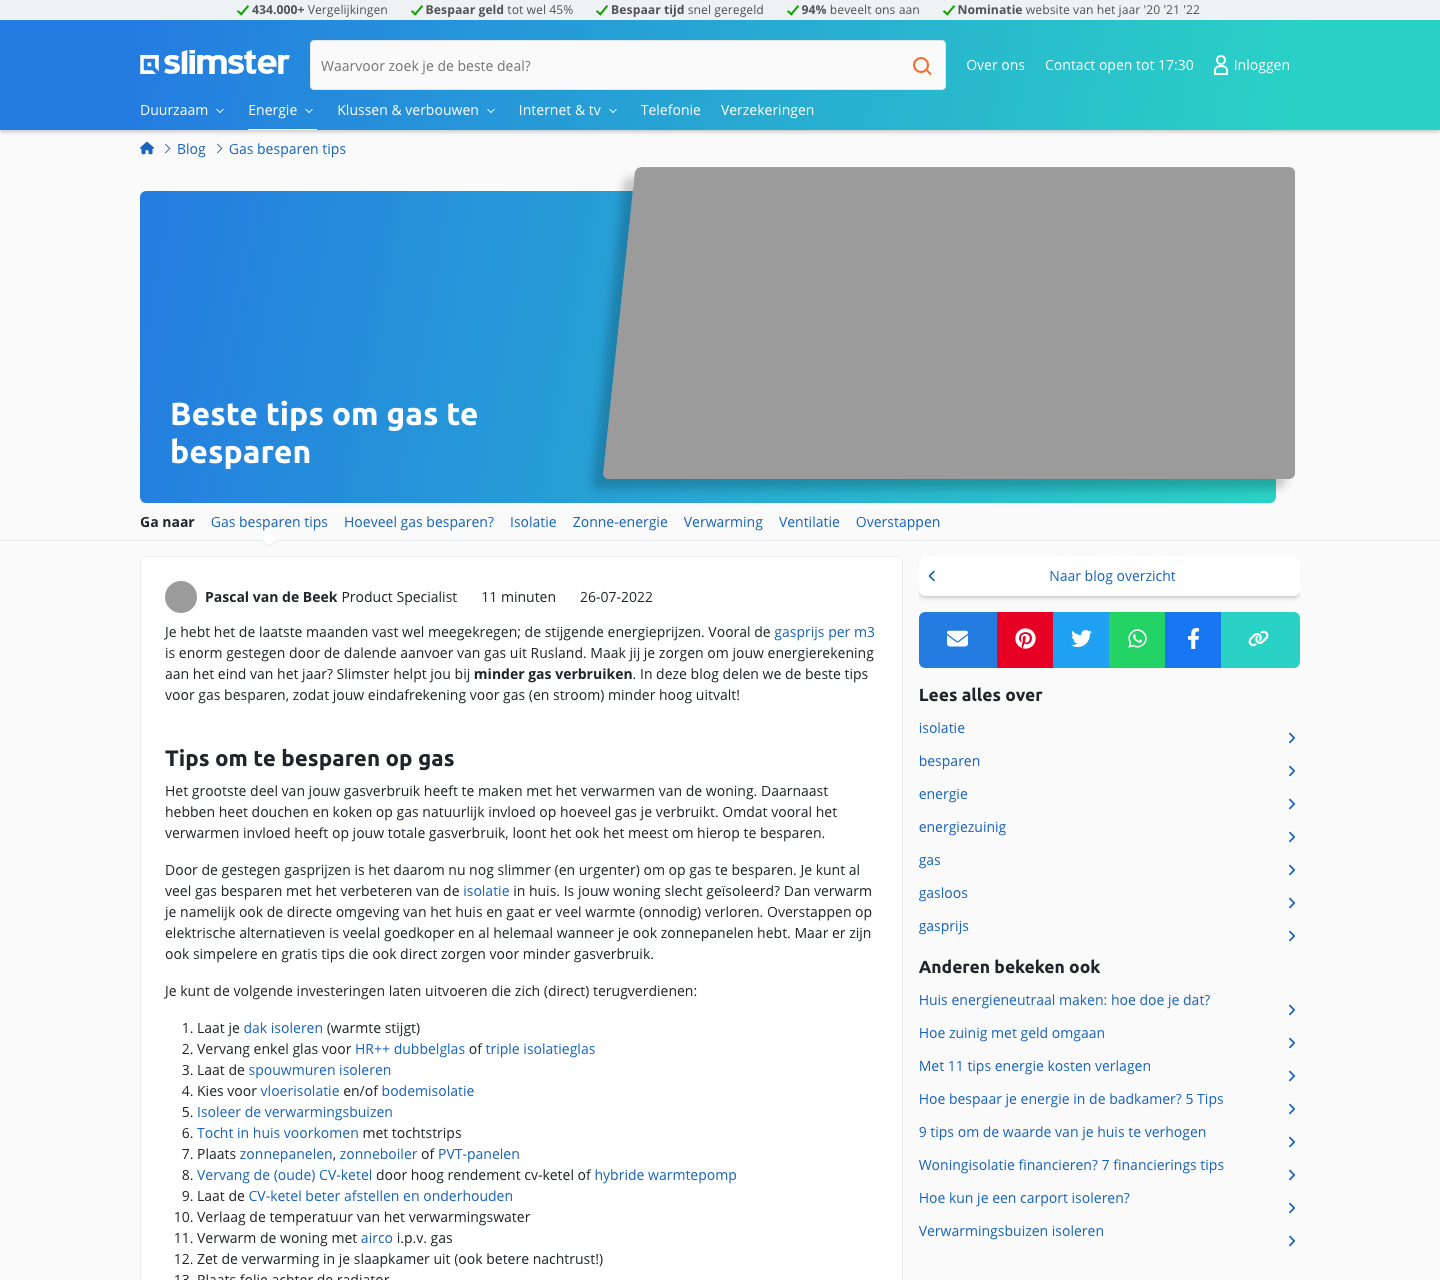 434.000+ Vergelijkingen Bespaar geld tot wel 45% Bespaar tijd snel geregeld 94% beveelt ons aan Nominatie website van het jaar '20 '21 '22
slimster Waarvoor zoek je de beste deal? Over ons Contact open tot 17:30 Inloggen
Duurzaam Energie Klussen & verbouwen Internet & tv Telefonie Verzekeringen
Blog Gas besparen tips
Beste tips om gas te
besparen
Ga naar Gas besparen tips Hoeveel gas besparen? Isolatie Zonne-energie Verwarming Ventilatie Overstappen
Pascal van de Beek Product Specialist 11 minuten 26-07-2022
Je hebt het de laatste maanden vast wel meegekregen; de stijgende energieprijzen. Vooral de gasprijs per m3
is enorm gestegen door de dalende aanvoer van gas uit Rusland. Maak jij je zorgen om jouw energierekening
aan het eind van het jaar? Slimster helpt jou bij minder gas verbruiken. In deze blog delen we de beste tips
voor gas besparen, zodat jouw eindafrekening voor gas (en stroom) minder hoog uitvalt!
Tips om te besparen op gas
Het grootste deel van jouw gasverbruik heeft te maken met het verwarmen van de woning. Daarnaast
hebben heet douchen en koken op gas natuurlijk invloed op hoeveel gas je verbruikt. Omdat vooral het
verwarmen invloed heeft op jouw totale gasverbruik, loont het ook het meest om hierop te besparen.
Door de gestegen gasprijzen is het daarom nu nog slimmer (en urgenter) om op gas te besparen. Je kunt al
veel gas besparen met het verbeteren van de isolatie in huis. Is jouw woning slecht geïsoleerd? Dan verwarm
je namelijk ook de directe omgeving van het huis en gaat er veel warmte (onnodig) verloren. Overstappen op
elektrische alternatieven is veelal goedkoper en al helemaal wanneer je ook zonnepanelen hebt. Maar er zijn
ook simpelere en gratis tips die ook direct zorgen voor minder gasverbruik.
Je kunt de volgende investeringen laten uitvoeren die zich (direct) terugverdienen:
1. Laat je dak isoleren (warmte stijgt)
2. Vervang enkel glas voor HR++ dubbelglas of triple isolatieglas
3. Laat de spouwmuren isoleren
4. Kies voor vloerisolatie en/of bodemisolatie
5. Isoleer de verwarmingsbuizen
6. Tocht in huis voorkomen met tochtstrips
7. Plaats zonnepanelen, zonneboiler of PVT-panelen
8. Vervang de (oude) CV-ketel door hoog rendement cv-ketel of hybride warmtepomp
9. Laat de CV-ketel beter afstellen en onderhouden
10. Verlaag de temperatuur van het verwarmingswater
11. Verwarm de woning met airco i.p.v. gas
12. Zet de verwarming in je slaapkamer uit (ook betere nachtrust!)
13. Plaats folie achter de radiator
Naar blog overzicht
Lees alles over
isolatie
besparen
energie
energiezuinig
gas
gasloos
gasprijs
Anderen bekeken ook
Huis energieneutraal maken: hoe doe je dat?
Hoe zuinig met geld omgaan
Met 11 tips energie kosten verlagen
Hoe bespaar je energie in de badkamer? 5 Tips
9 tips om de waarde van je huis te verhogen
Woningisolatie financieren? 7 financierings tips
Hoe kun je een carport isoleren?
Verwarmingsbuizen isoleren